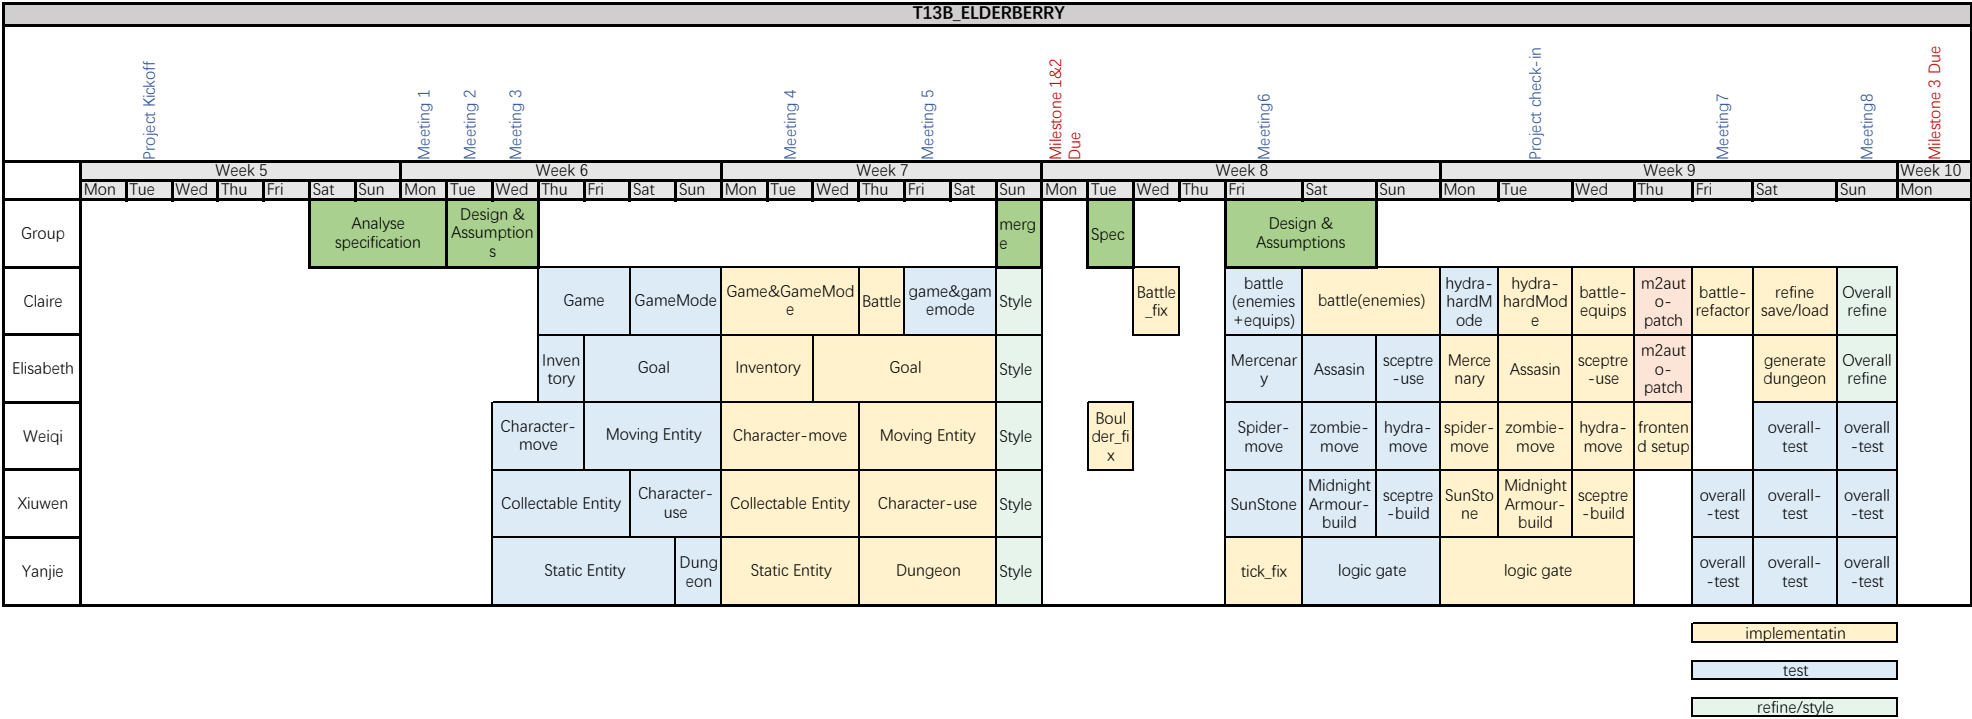 T13B_ELDERBERRY
Project Kickoff
Meeting 1
Meeting 2
Meeting 3
Meeting 4
Meeting 5
Milestone 1&2
Due
Meeting6
Project check-in
Meeting7
Meeting8
Milestone 3 Due
Week 5 Week 6 Week 7 Week 8 Week 9 Week 10
Mon Tue Wed Thu Fri Sat Sun Mon Tue Wed Thu Fri Sat Sun Mon Tue Wed Thu Fri Sat Sun Mon Tue Wed Thu Fri Sat Sun Mon Tue Wed Thu Fri Sat Sun Mon
Group
Analyse
specification
Design &
Assumption
s
merg
e
Spec
Design &
Assumptions
Claire
Game
GameMode
Game&GameMod
e
Battle
game&gam
emode
Style
Battle
_fix
battle
(enemies
+equips)
battle(enemies)
hydra-
hardM
ode
hydra-
hardMod
e
battle-
equips
m2aut
o-
patch
battle-
refactor
refine
save/load
Overall
refine
Elisabeth
Inven
tory
Goal
Inventory
Goal
Style
Mercenar
y
Assasin
sceptre
-use
Merce
nary
Assasin
sceptre
-use
m2aut
o-
patch
generate
dungeon
Overall
refine
Weiqi
Character-
move
Moving Entity
Character-move
Moving Entity
Style
Boul
der_fi
x
Spider-
move
zombie-
move
hydra-
move
spider-
move
zombie-
move
hydra-
move
fronten
d setup
overall-
test
overall
-test
Xiuwen
Collectable Entity
Character-
use
Collectable Entity
Character-use
Style
SunStone
Midnight
Armour-
build
sceptre
-build
SunSto
ne
Midnight
Armour-
build
sceptre
-build
overall
-test
overall-
test
overall
-test
Yanjie
Static Entity
Dung
eon
Static Entity
Dungeon
Style
tick_fix
logic gate
logic gate
overall
-test
overall-
test
overall
-test
implementatin
test
refine/style